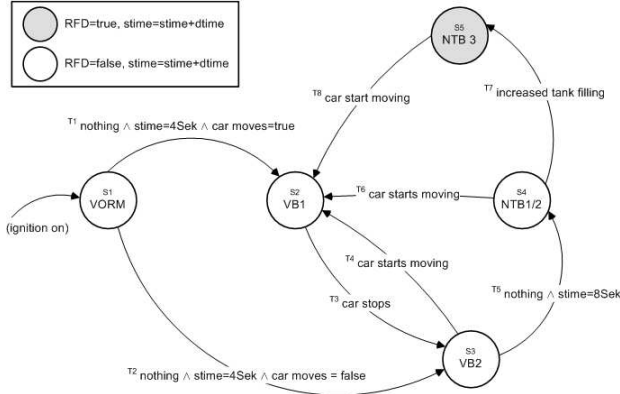 RFD=true, stime=stime+dtime
RFD=false, stime=stime+dtime
S5
NTB 3
T8 car start moving
T7 increased tank filling
T1 nothing ∧ stime=4Sek ∧ car moves=true
S1
VORM
(ignition on)
S2
VB1
T6 car starts moving
S4
NTB1/2
T4 car starts moving
T3 car stops
T5 nothing ∧ stime=8Sek
S3
VB2
T2 nothing ∧ stime=4Sek ∧ car moves = false